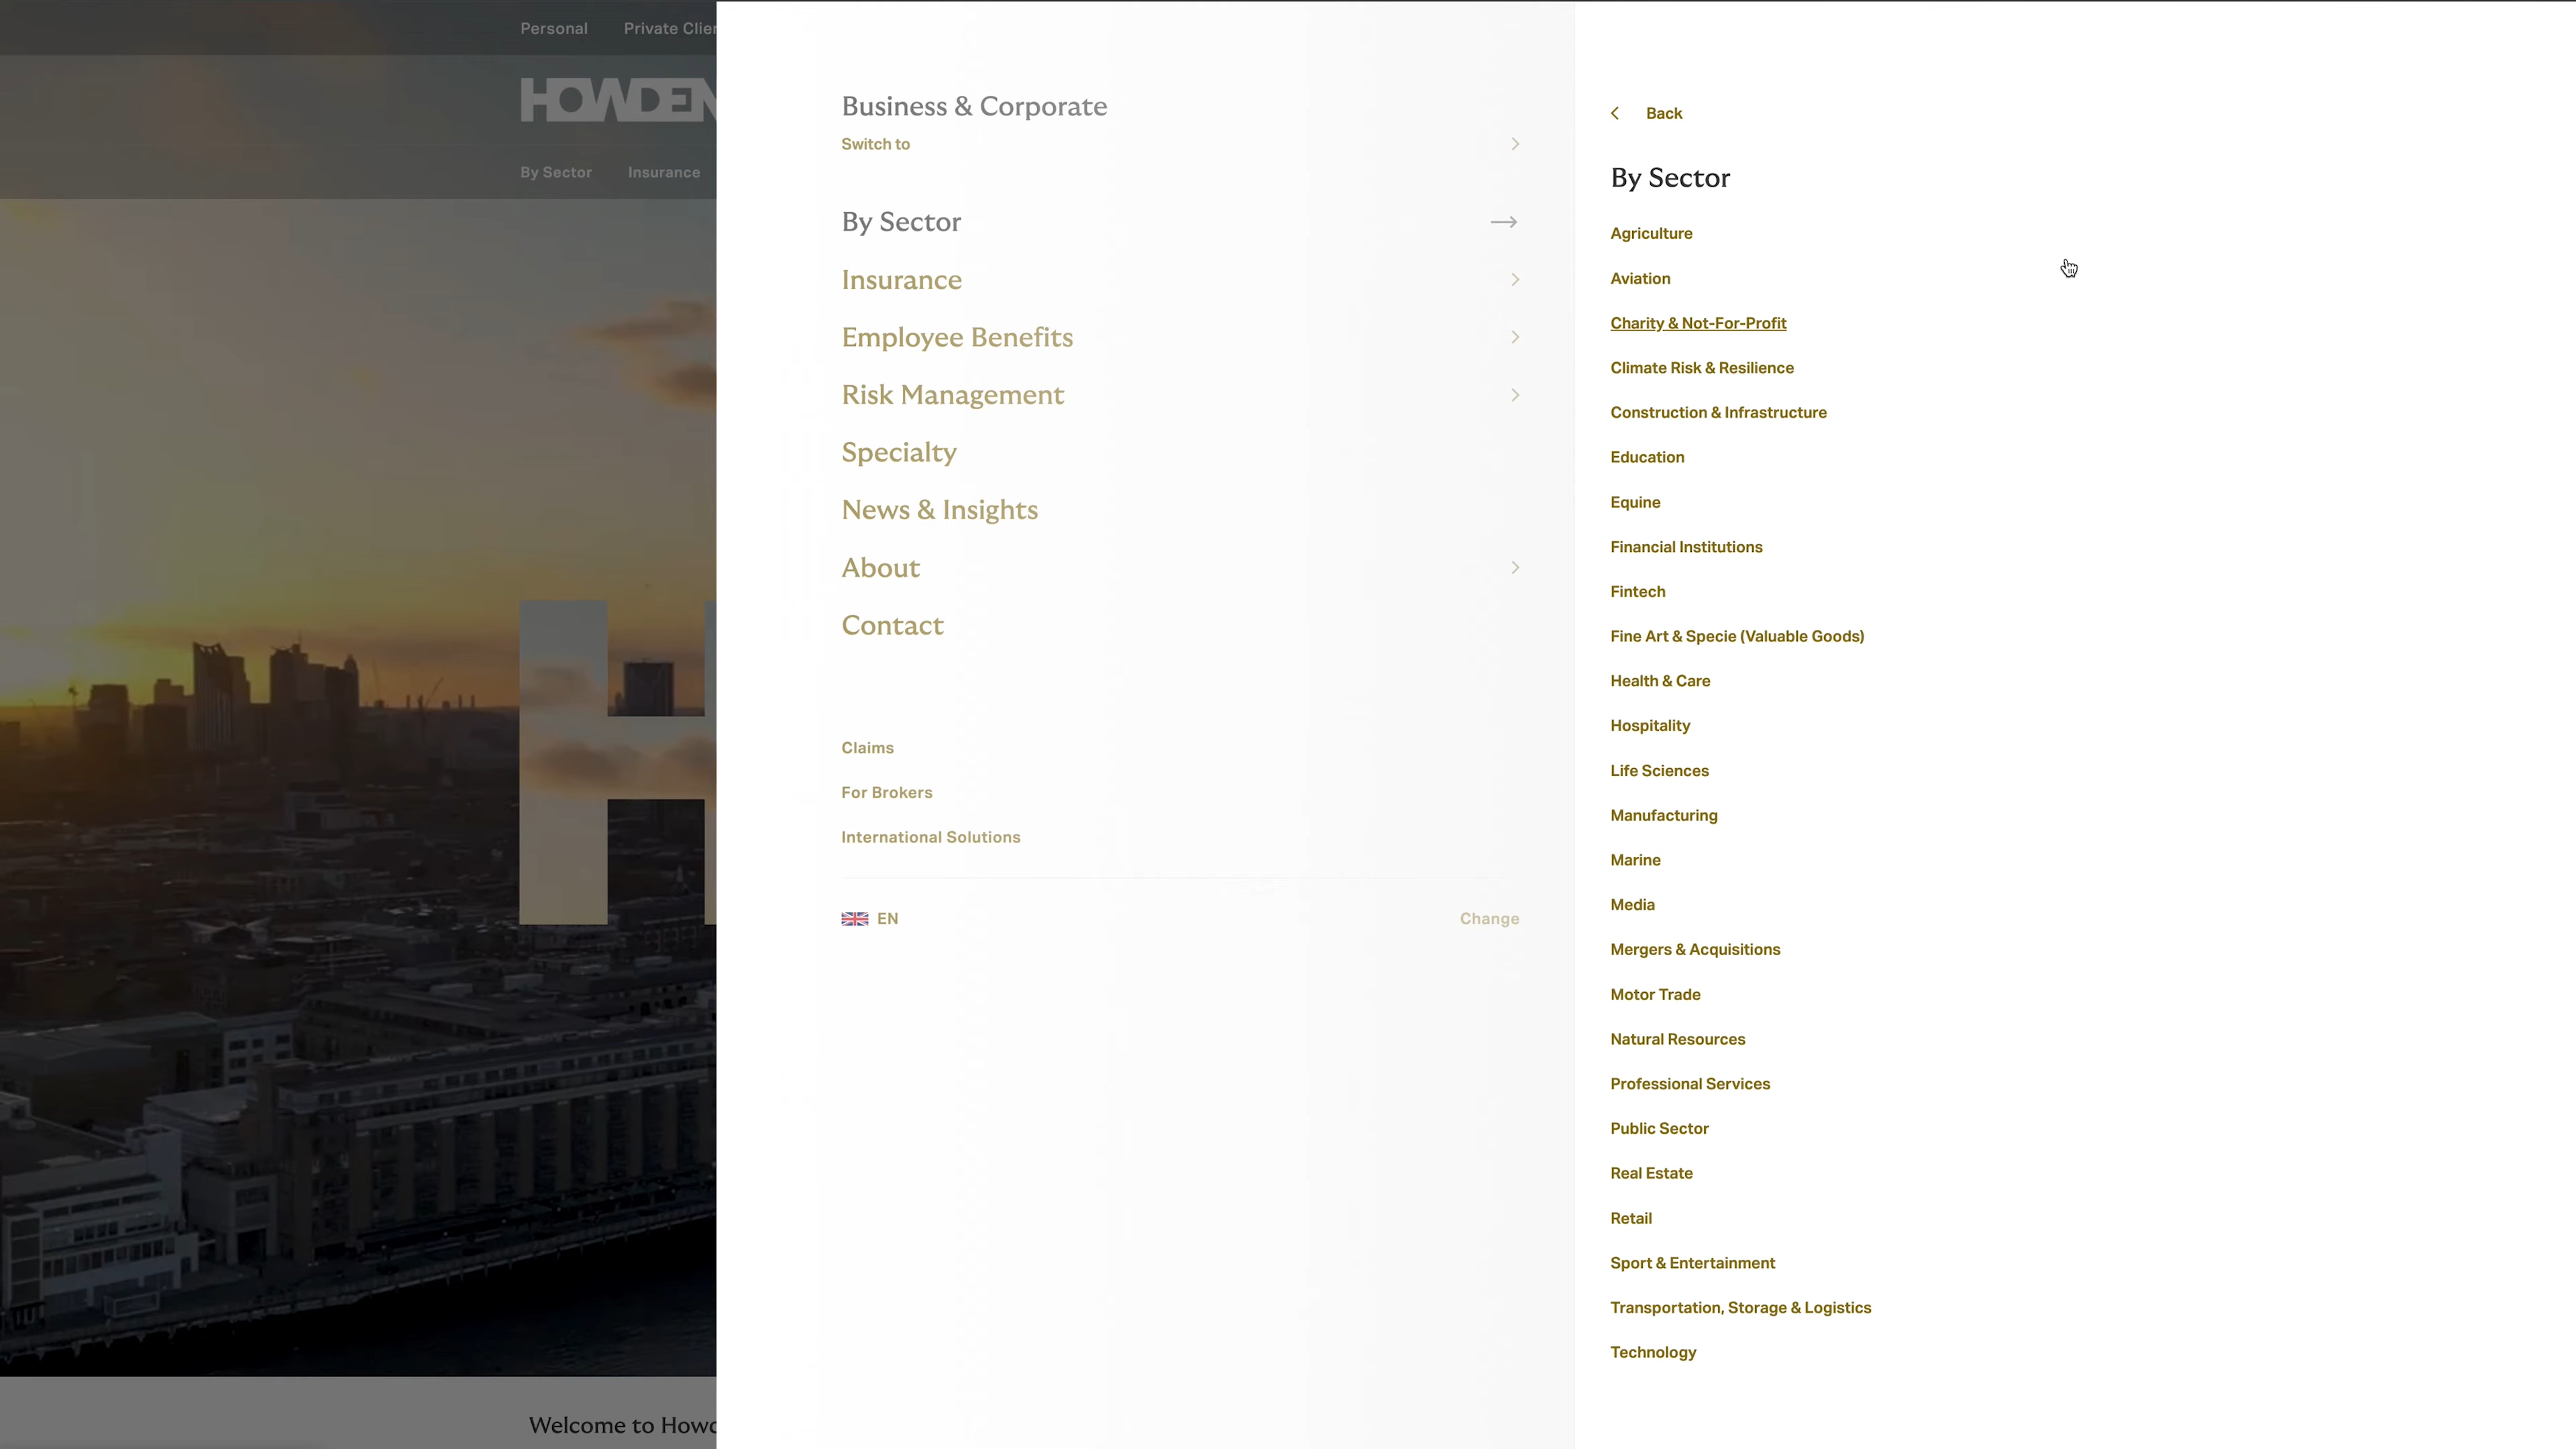 Personal
Private Clien
HOWDEN
By Sector
Insurance
H
Welcome to Howd
Business & Corporate
Switch to
By Sector
Insurance
Employee Benefits
Risk Management
Specialty
News & Insights
About
Contact
Claims
For Brokers
International Solutions
EN
Change
Back
By Sector
Agriculture
Aviation
Charity & Not-For-Profit
Climate Risk & Resilience
Construction & Infrastructure
Education
Equine
Financial Institutions
Fintech
Fine Art & Specie (Valuable Goods)
Health & Care
Hospitality
Life Sciences
Manufacturing
Marine
Media
Mergers & Acquisitions
Motor Trade
Natural Resources
Professional Services
Public Sector
Real Estate
Retail
Sport & Entertainment
Transportation, Storage & Logistics
Technology